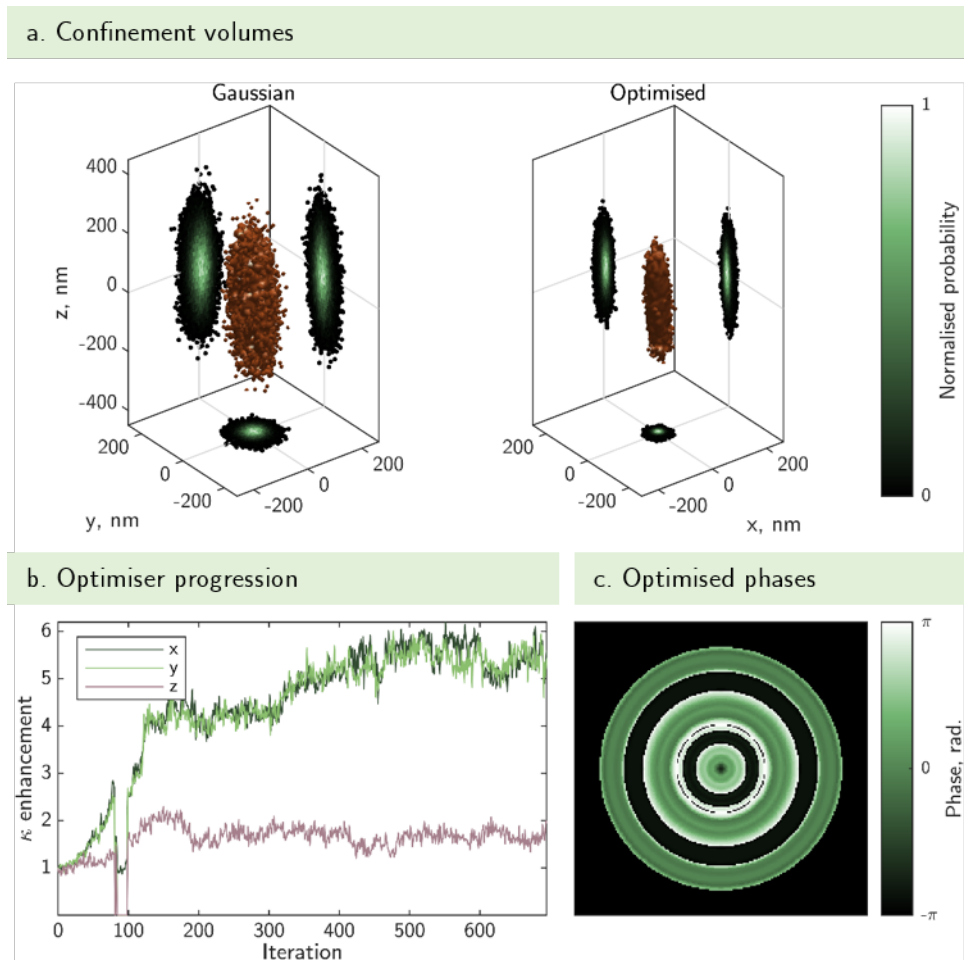 a. Confinement volumes
Gaussian
Optimised
400
200
0
-200
-400
z, nm
200
0
-200
y, nm
-200
0
200
200
0
-200
-200
0
200
x, nm
1
0
Normalised probability
b. Optimiser progression
6
5
4
3
2
1
κ enhancement
x
y
z
0
100
200
300
400
500
600
Iteration
c. Optimised phases
π
0
-π
Phase, rad.